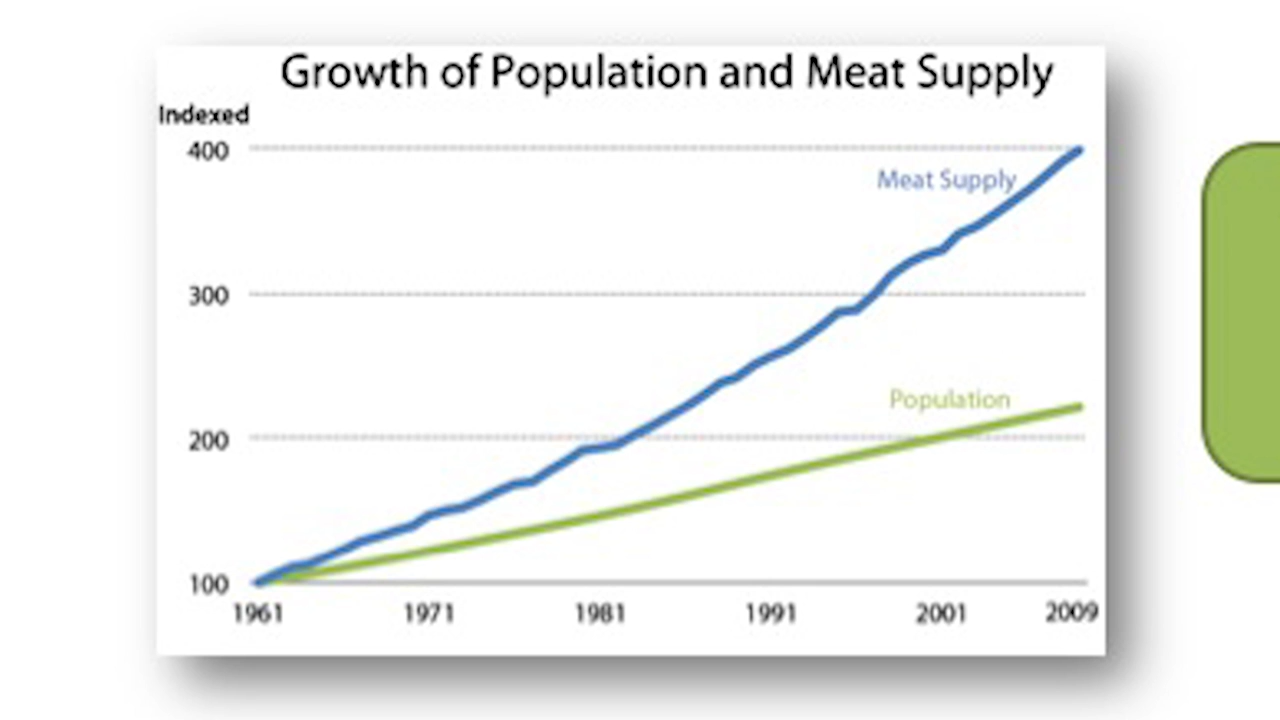 Growth of Population and Meat Supply
Indexed
400
Meat Supply
300
Population
200
100
1961 1971 1981 1991 2001 2009